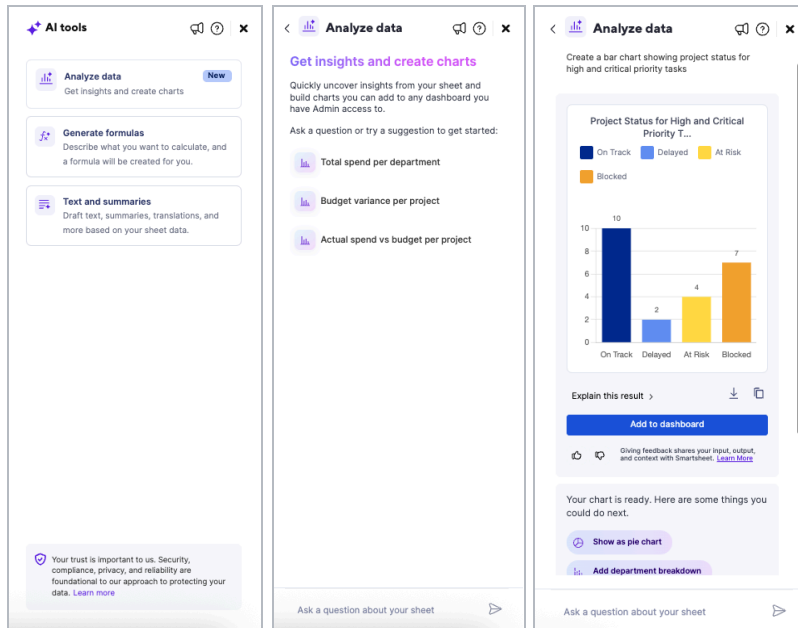 AI tools
Analyze data
New
Get insights and create charts
Generate formulas
Describe what you want to calculate, and
a formula will be created for you.
Text and summaries
Draft text, summaries, translations, and
more based on your sheet data.
Your trust is important to us. Security,
compliance, privacy, and reliability are
foundational to our approach to protecting your
data. Learn more
Analyze data
Get insights and create charts
Quickly uncover insights from your sheet and
build charts you can add to any dashboard you
have Admin access to.
Ask a question or try a suggestion to get started:
Total spend per department
Budget variance per project
Actual spend vs budget per project
Ask a question about your sheet
Analyze data
Create a bar chart showing project status for
high and critical priority tasks
Project Status for High and Critical
Priority T...
On Track Delayed At Risk
Blocked
10
10
8
7
6
4
4
2
2
0
On Track Delayed At Risk Blocked
Explain this result
Add to dashboard
Giving feedback shares your input, output,
and context with Smartsheet. Learn More
Your chart is ready. Here are some things you
could do next.
Show as pie chart
Add department breakdown
Ask a question about your sheet